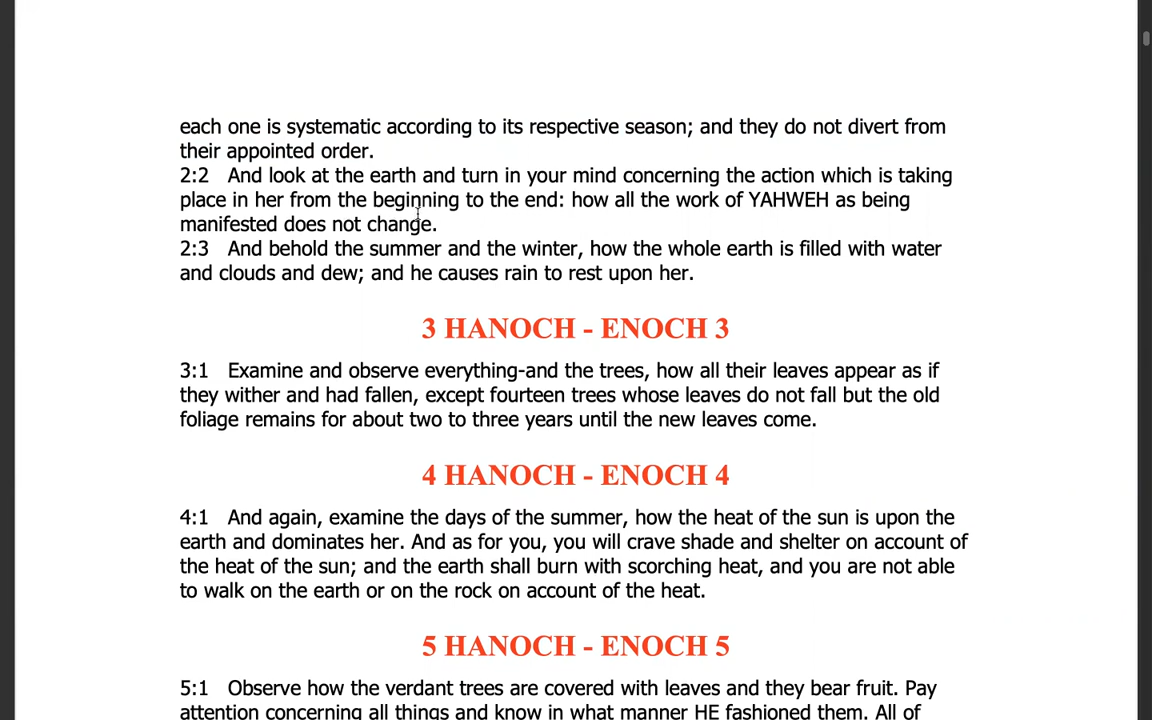 each one is systematic according to its respective season; and they do not divert from
their appointed order.
2:2 And look at the earth and turn in your mind concerning the action which is taking
place in her from the beginning to the end: how all the work of YAHWEH as being
manifested does not change.
2:3 And behold the summer and the winter, how the whole earth is filled with water
and clouds and dew; and he causes rain to rest upon her.
3 HANOCH - ENOCH 3
3:1 Examine and observe everything-and the trees, how all their leaves appear as if
they wither and had fallen, except fourteen trees whose leaves do not fall but the old
foliage remains for about two to three years until the new leaves come.
4 HANOCH - ENOCH 4
4:1 And again, examine the days of the summer, how the heat of the sun is upon the
earth and dominates her. And as for you, you will crave shade and shelter on account of
the heat of the sun; and the earth shall burn with scorching heat, and you are not able
to walk on the earth or on the rock on account of the heat.
5 HANOCH - ENOCH 5
5:1 Observe how the verdant trees are covered with leaves and they bear fruit. Pay
attention concerning all things and know in what manner HE fashioned them. All of